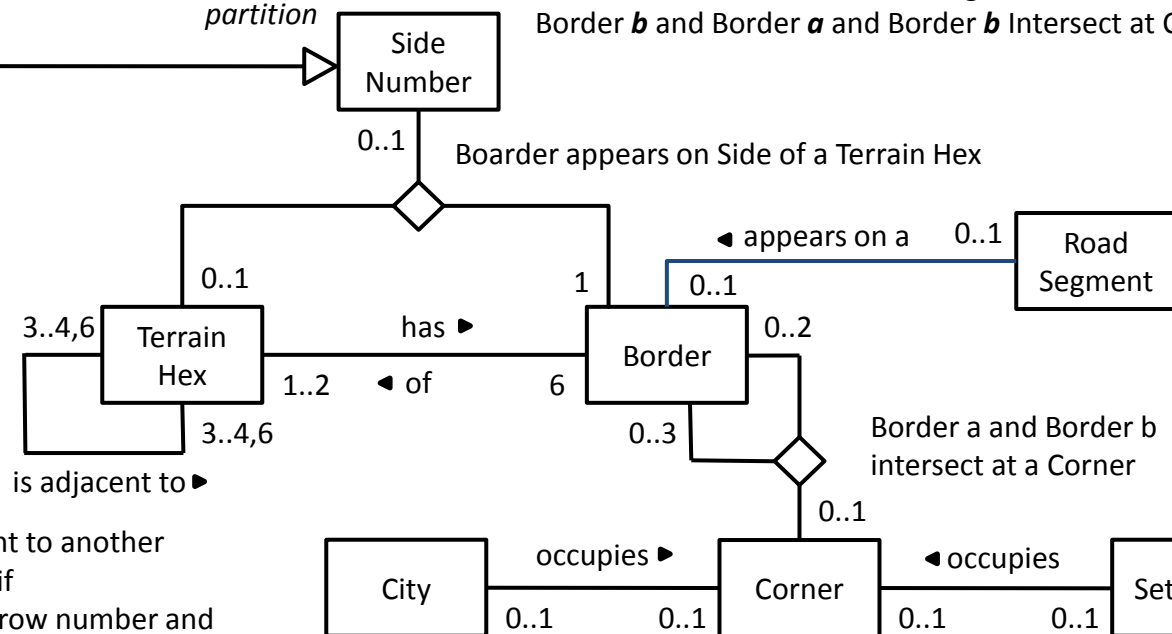 partition
Border b and Border a and Border b Intersect at
Side
Number
0..1
Boarder appears on Side of a Terrain Hex
◄ appears on a
0..1
Road
Segment
0..1
1
0..1
3..4,6
Terrain
Hex
has ►
Border
0..2
1..2
◄ of
6
3..4,6
0..3
Border a and Border b
intersect at a Corner
is adjacent to ►
0..1
nt to another
if
row number and
City
occupies ►
Corner
◄ occupies
Set
0..1
0..1
0..1
0..1